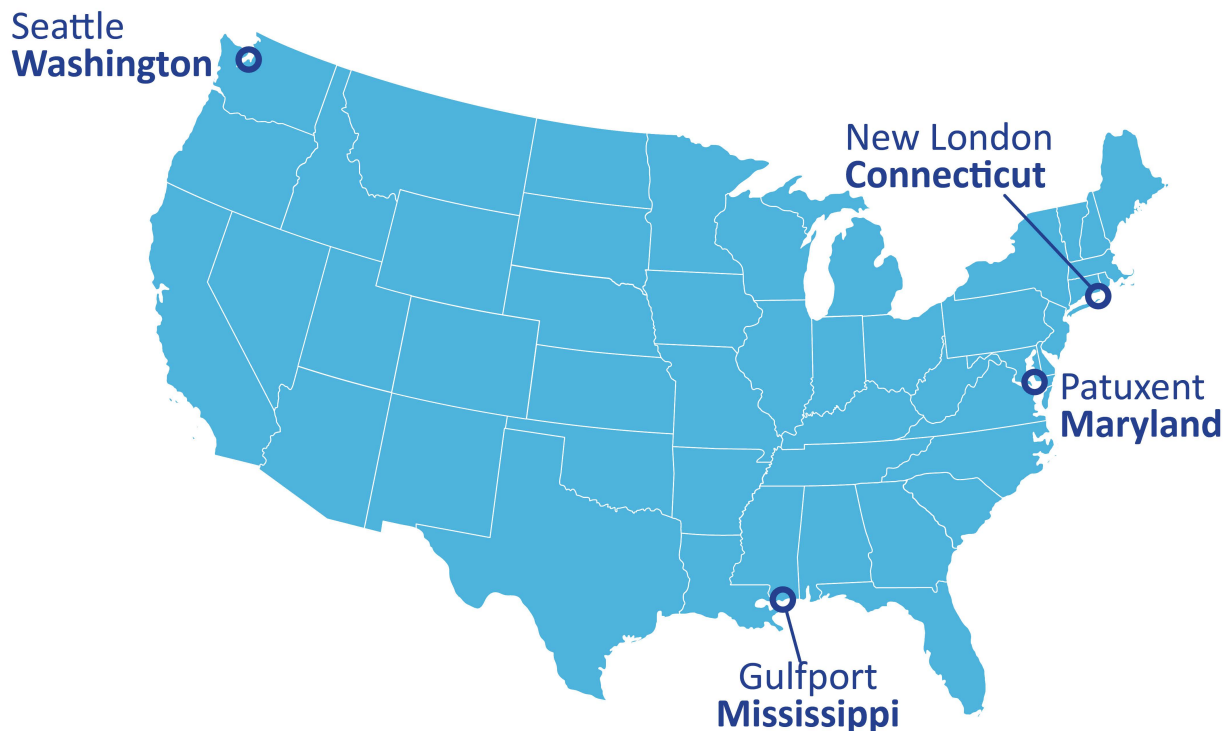 Seattle
Washington
New London
Connecticut
Patuxent
Maryland
Gulfport
Mississippi